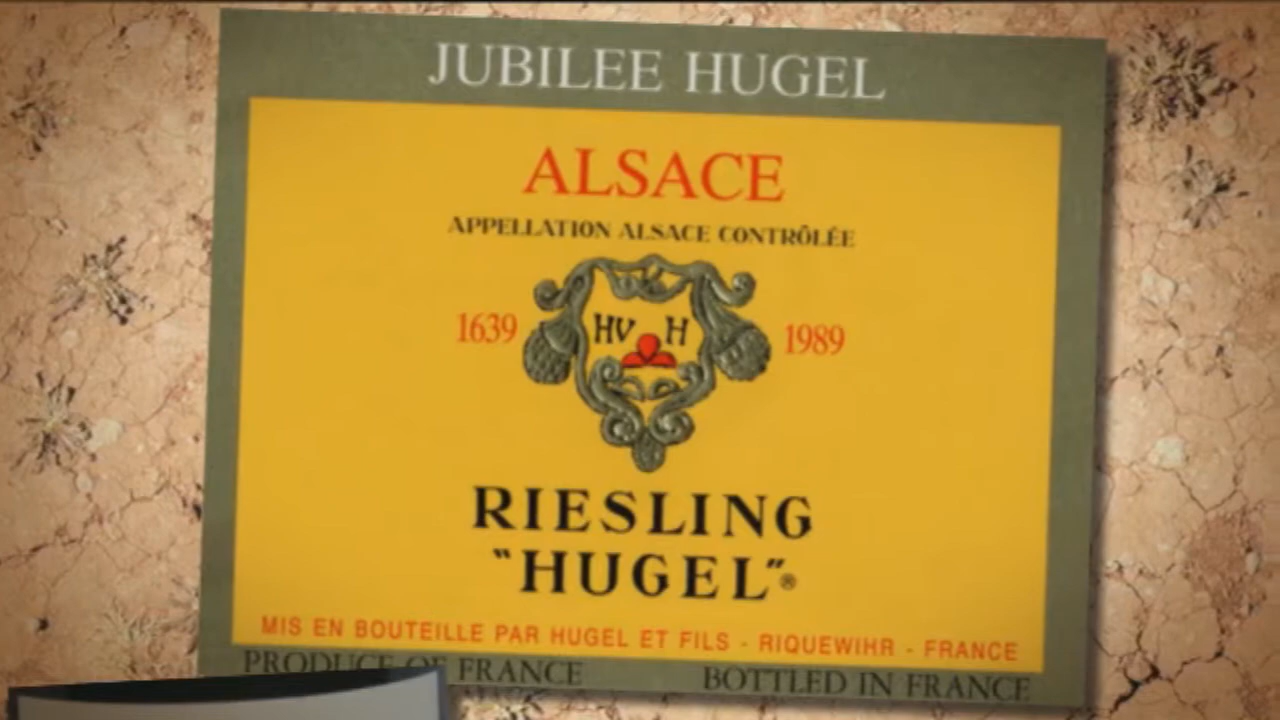 JUBILEE HUGEL
ALSACE
APPELLATION ALSACE CONTRÔLÉE
1639 HV H 1989
RIESLING
"HUGEL"®
MIS EN BOUTEILLE PAR HUGEL ET FILS - RIQUEWIHR - FRANCE
PRODUCE OF FRANCE BOTTLED IN FRANCE